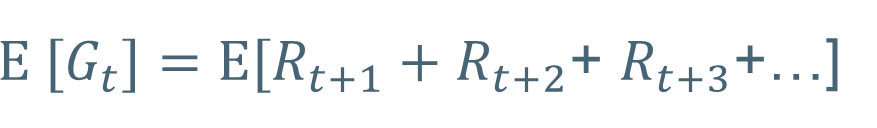 E [G_t] = E[R_{t+1} + R_{t+2}+ R_{t+3}+…]